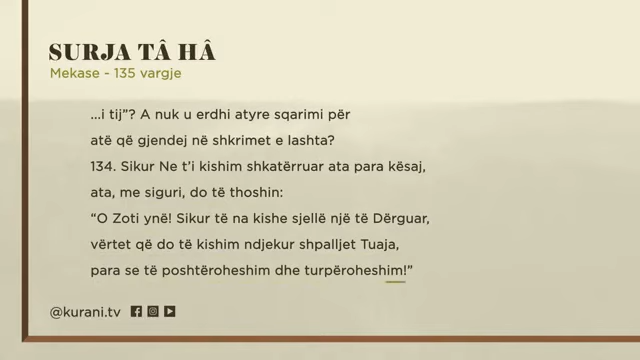 SURJA TÂ HÂ
Mekase - 135 vargje
...i tij”? A nuk u erdhi atyre sqarimi për
atë që gjendej në shkrimet e lashta?
134. Sikur Ne t’i kishim shkatërruar ata para kësaj,
ata, me siguri, do të thoshin:
“O Zoti ynë! Sikur të na kishe sjellë një të Dërguar,
vërtet që do të kishim ndjekur shpalljet Tuaja,
para se të poshtëroheshim dhe turpëroheshim!”
@kurani.tv